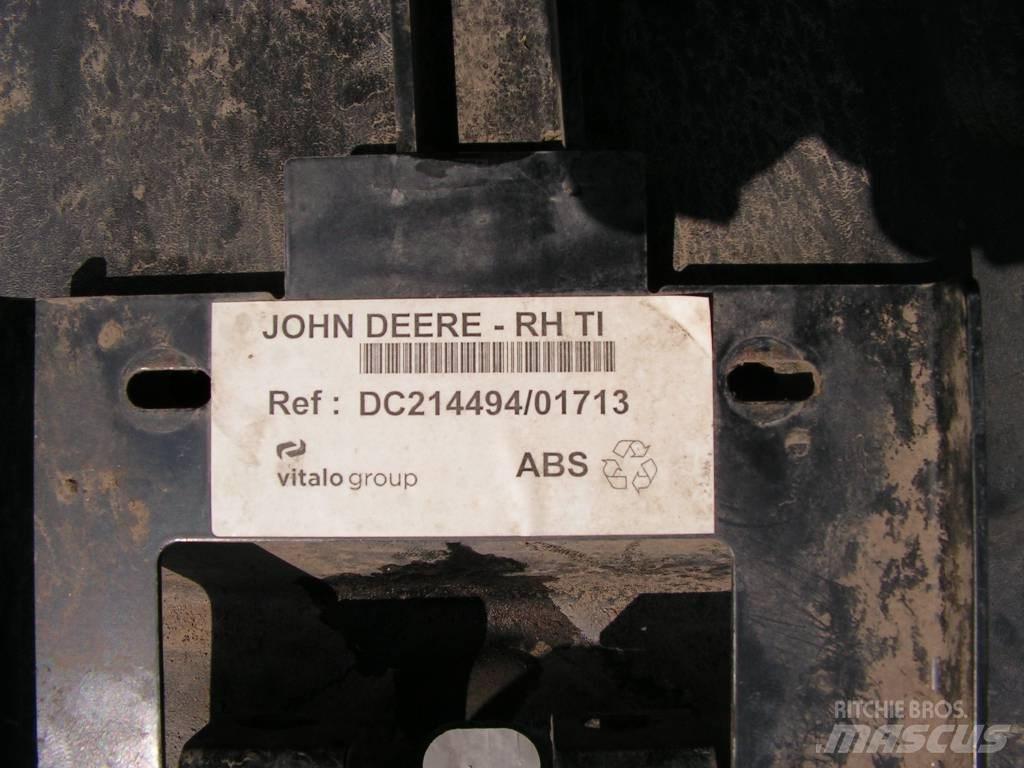 JOHN DEERE - RH TI
Ref : DC214494/01713
vitalo group
ABS
RITCHIE BROS.
MASCUS